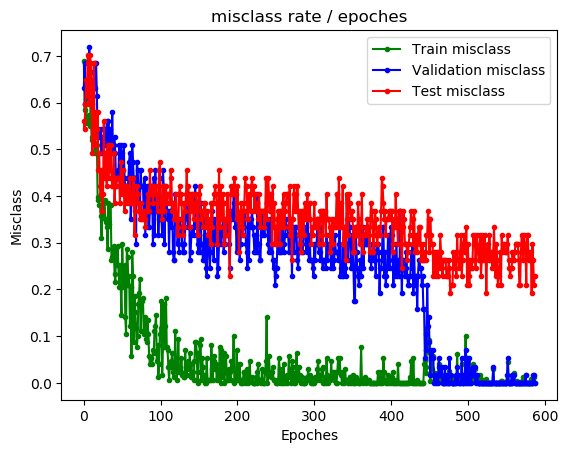 misclass rate / epoches
Train misclass
Validation misclass
Test misclass
Misclass
0.7
0.6
0.5
0.4
0.3
0.2
0.1
0.0
0 100 200 300 400 500 600
Epoches